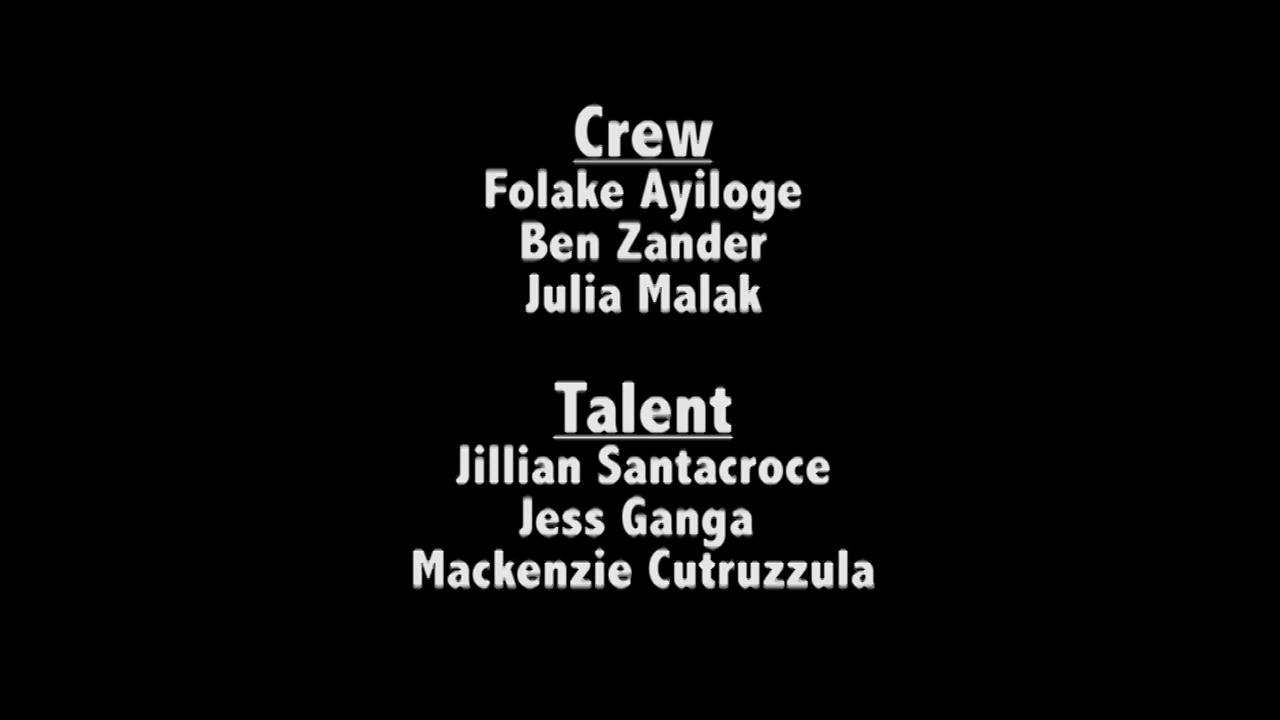 Crew
Folake Ayiloge
Ben Zander
Julia Malak
Talent
Jillian Santacroce
Jess Ganga
Mackenzie Cutruzzula